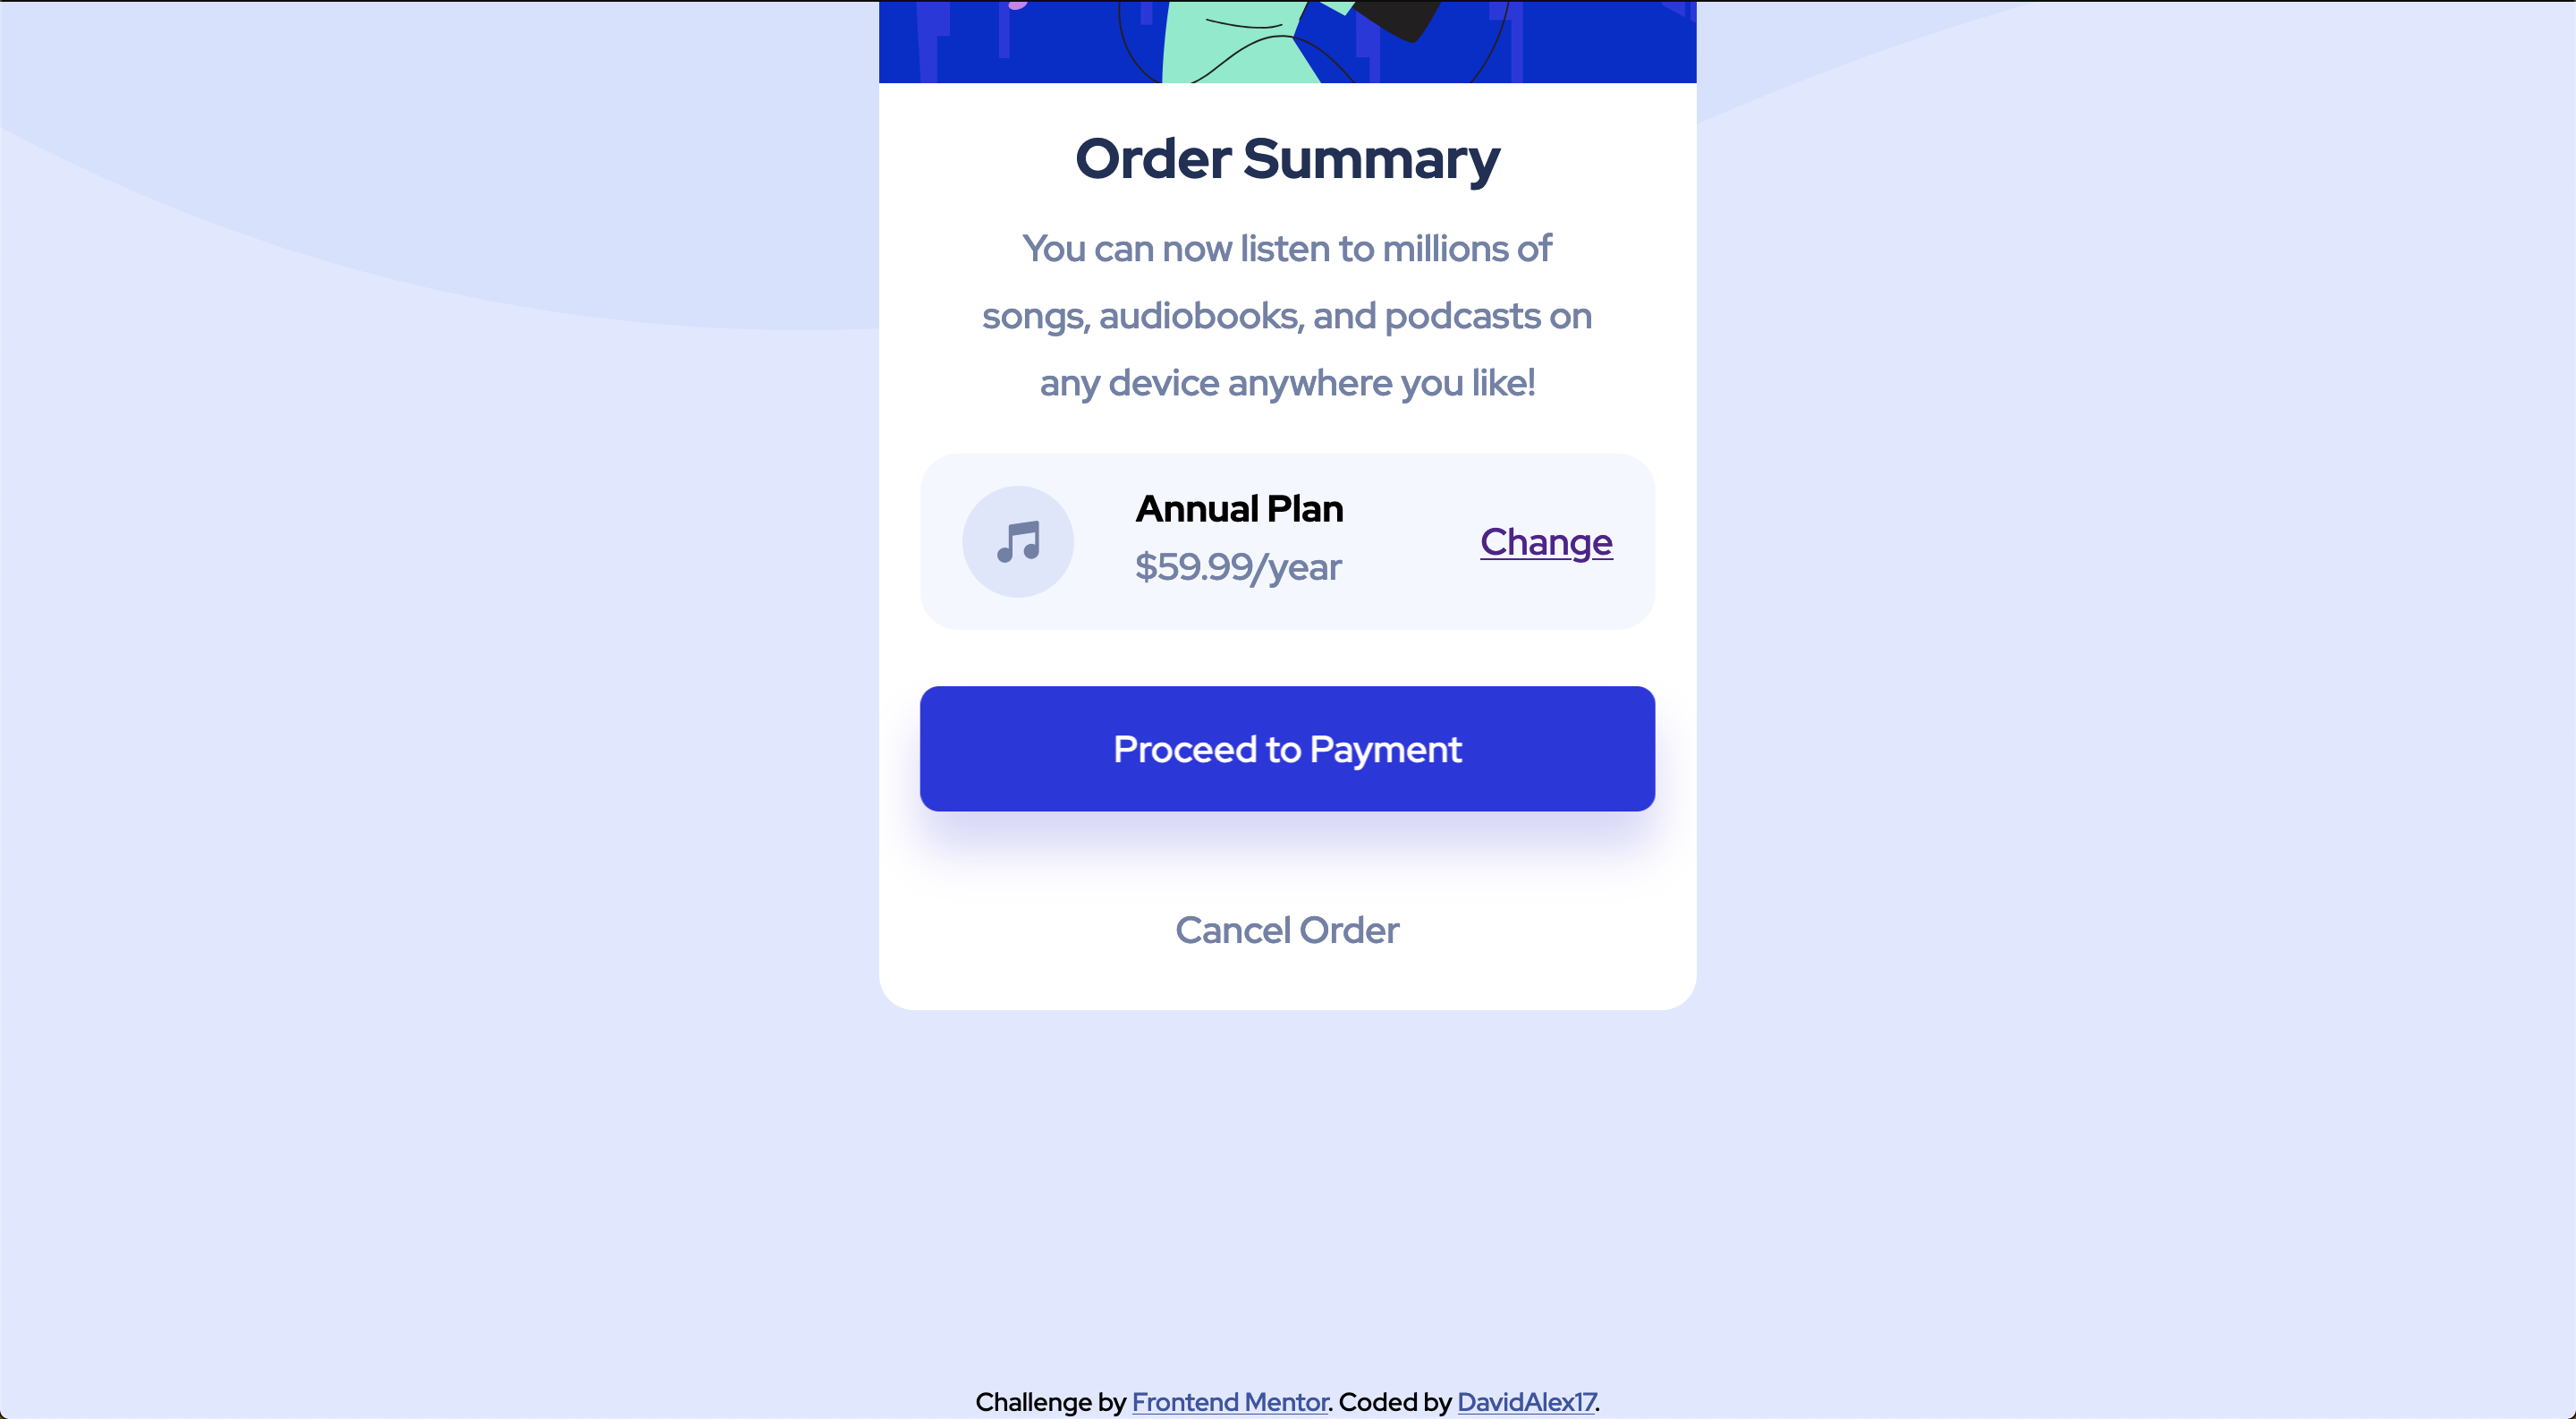 Order Summary
You can now listen to millions of
songs, audiobooks, and podcasts on
any device anywhere you like!
Annual Plan
$59.99/year
Change
Proceed to Payment
Cancel Order
Challenge by Frontend Mentor. Coded by DavidAlex17.